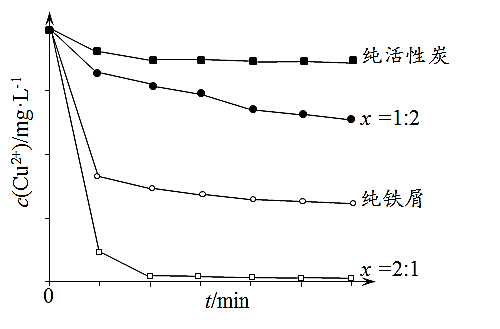 c(Cu²⁺)/mg·L⁻¹
纯活性炭
x =1:2
纯铁屑
x =2:1
0
t/min